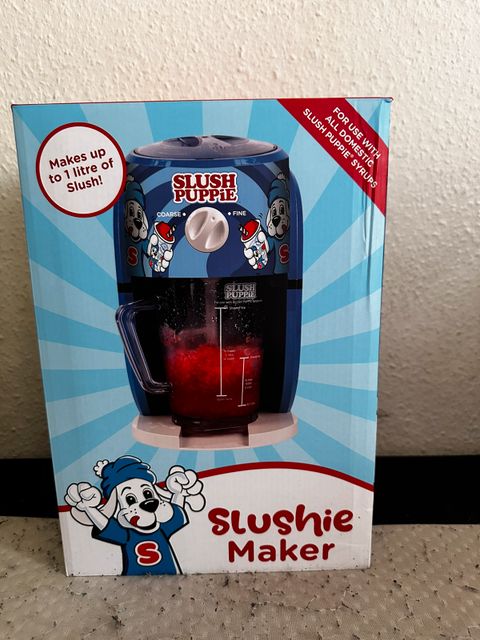 FOR USE WITH
ALL DOMESTIC
SLUSH PUPPiE® SYRUPS
Makes up
to 1 litre of
Slush!
SLUSH
PUPPiE
COARSE • • FINE
S
S
SLUSH
PUPPiE
Slushie
Maker
S